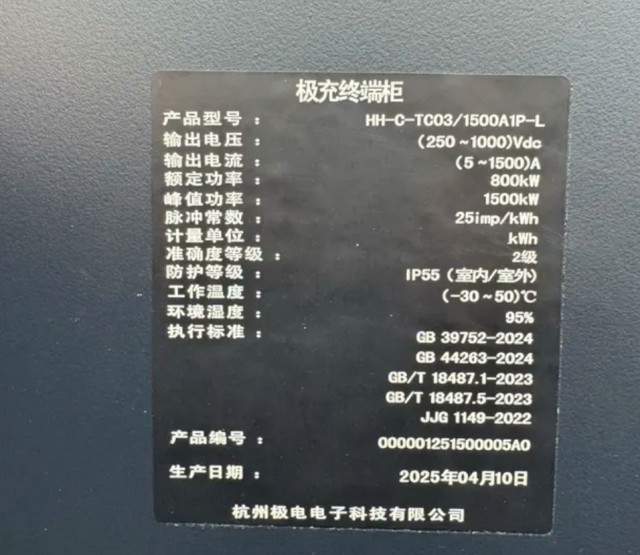 极充终端柜
产品型号： HH-C-TC03/1500A1P-L
输出电压： (250~1000)Vdc
输出电流： (5~1500)A
额定功率： 800kW
峰值功率： 1500kW
脉冲常数： 25imp/kWh
计量单位： kWh
准确度等级： 2级
防护等级： IP55（室内/室外）
工作温度： (-30~50)℃
环境湿度： 95%
执行标准： GB 39752-2024
GB 44263-2024
GB/T 18487.1-2023
GB/T 18487.5-2023
JJG 1149-2022
产品编号： 000001251500005A0
生产日期： 2025年04月10日
杭州极电电子科技有限公司